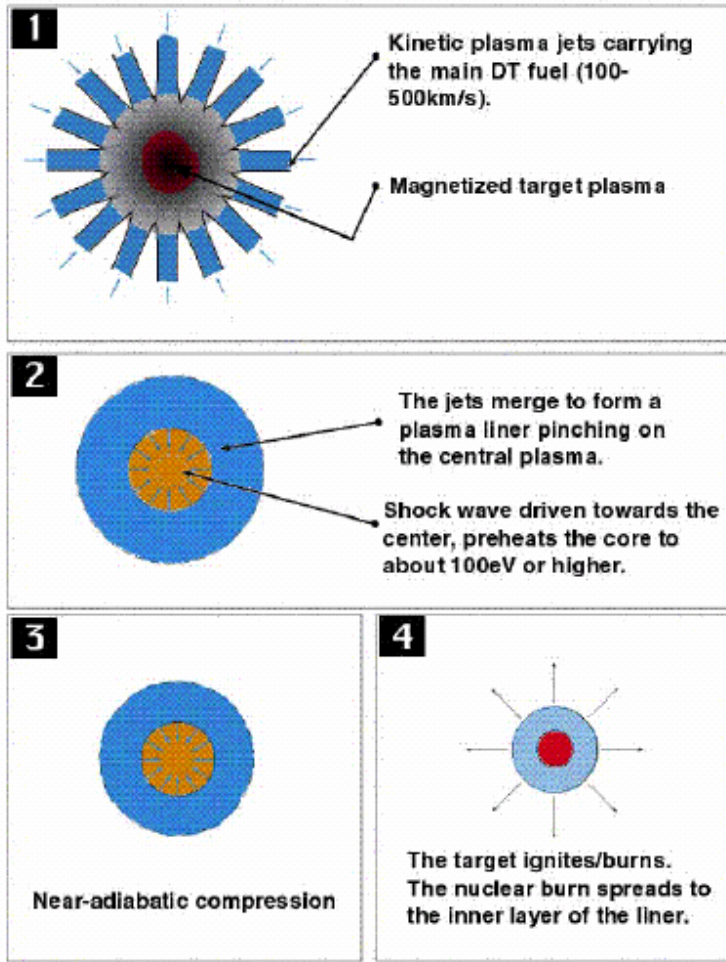 1
Kinetic plasma jets carrying
the main DT fuel (100-
500km/s).
Magnetized target plasma
2
The jets merge to form a
plasma liner pinching on
the central plasma.
Shock wave driven towards the
center, preheats the core to
about 100eV or higher.
3
Near-adiabatic compression
4
The target ignites/burns.
The nuclear burn spreads to
the inner layer of the liner.